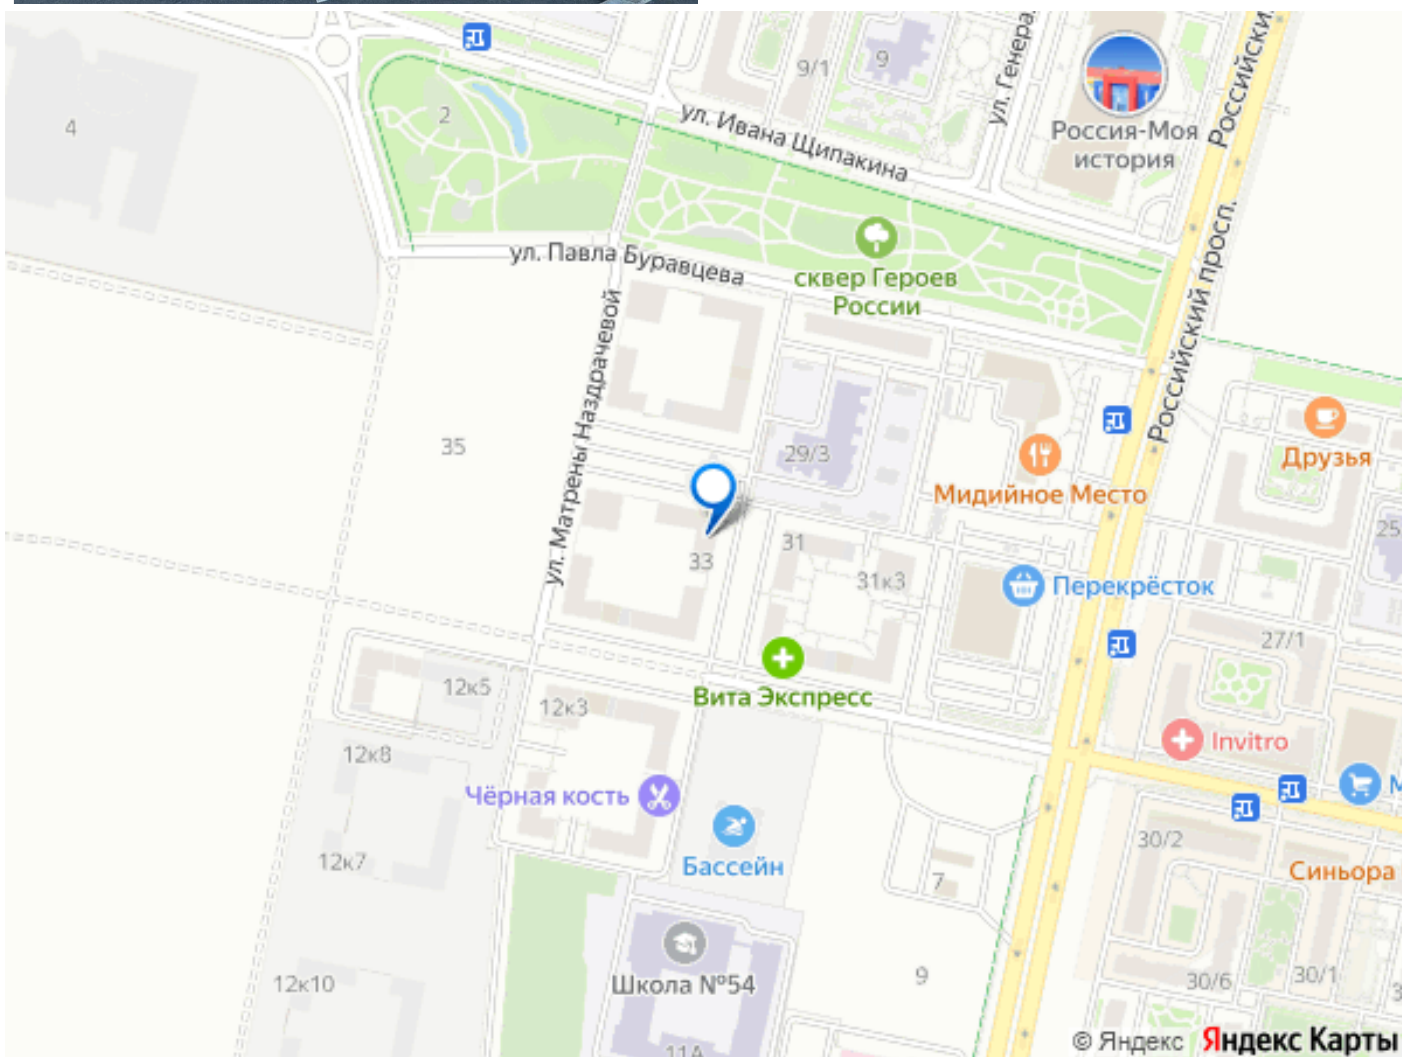 Российский
ул. Генера
9
9/1
2
4
ул. Ивана Щипакина
Россия-Моя
история
ул. Павла Буравцева
сквер Героев
России
Российский просп.
ул. Матрены Наздрачевой
35
29/3
Мидийное Место
Друзья
25
33
31
31к3
Перекрёсток
27/1
Вита Экспресс
12к5
12к3
12к8
Invitro
М
Чёрная кость
Бассейн
30/2
12к7
7
Синьора
Школа №54
9
12к10
30/6
30/1
3
11А
© Яндекс Яндекс Карты